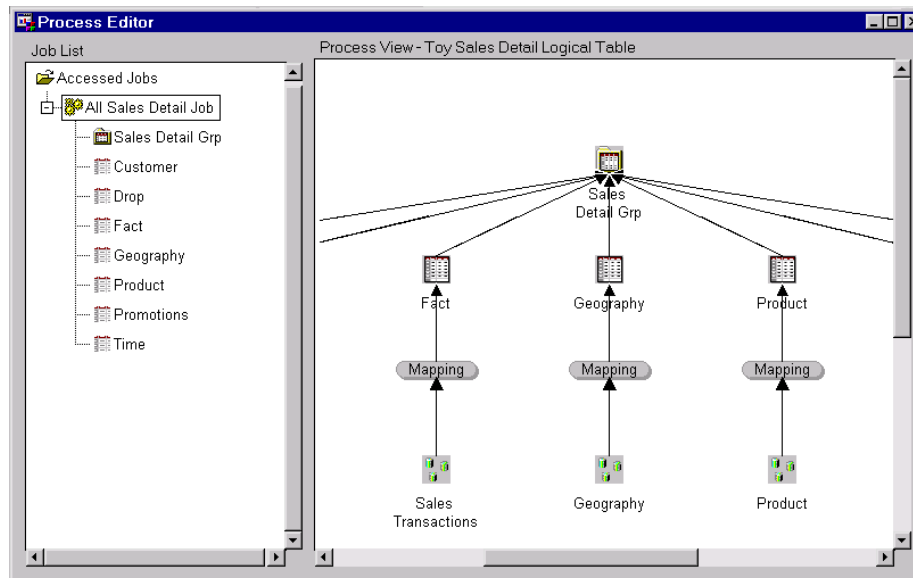 Process Editor
Job List
Process View - Toy Sales Detail Logical Table
Accessed Jobs
All Sales Detail Job
Sales Detail Grp
Customer
Drop
Fact
Geography
Product
Promotions
Time
Sales
Detail Grp
Fact
Geography
Product
Mapping
Mapping
Mapping
Sales
Transactions
Geography
Product